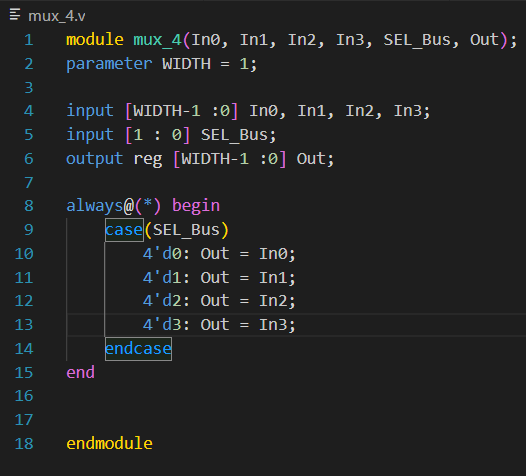 mux_4.v
1 module mux_4(In0, In1, In2, In3, SEL_Bus, Out);
2 parameter WIDTH = 1;
3
4 input [WIDTH-1 :0] In0, In1, In2, In3;
5 input [1 : 0] SEL_Bus;
6 output reg [WIDTH-1 :0] Out;
7
8 always@(*) begin
9     case(SEL_Bus)
10         4'd0: Out = In0;
11         4'd1: Out = In1;
12         4'd2: Out = In2;
13         4'd3: Out = In3;
14     endcase
15 end
16
17
18 endmodule